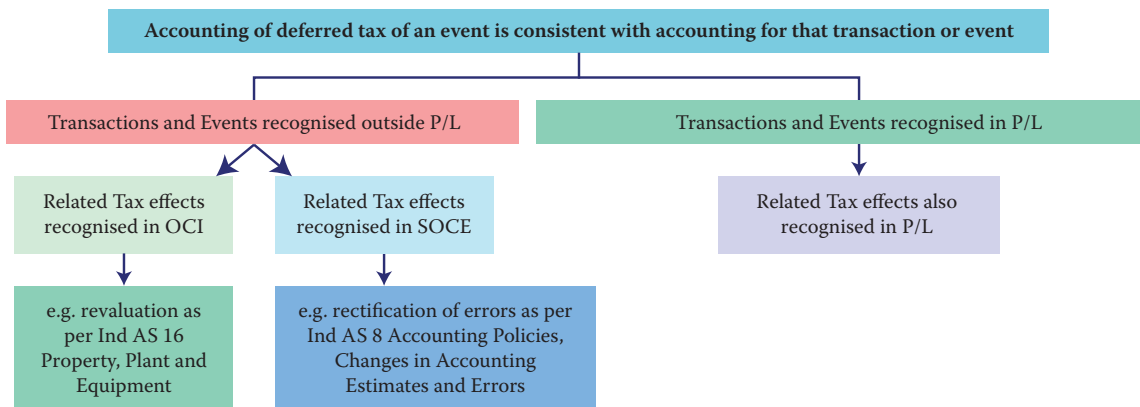 Accounting of deferred tax of an event is consistent with accounting for that transaction or event
Transactions and Events recognised outside P/L
Transactions and Events recognised in P/L
Related Tax effects
recognised in OCI
Related Tax effects
recognised in SOCE
Related Tax effects also
recognised in P/L
e.g. revaluation as
per Ind AS 16
Property, Plant and
Equipment
e.g. rectification of errors as per
Ind AS 8 Accounting Policies,
Changes in Accounting
Estimates and Errors